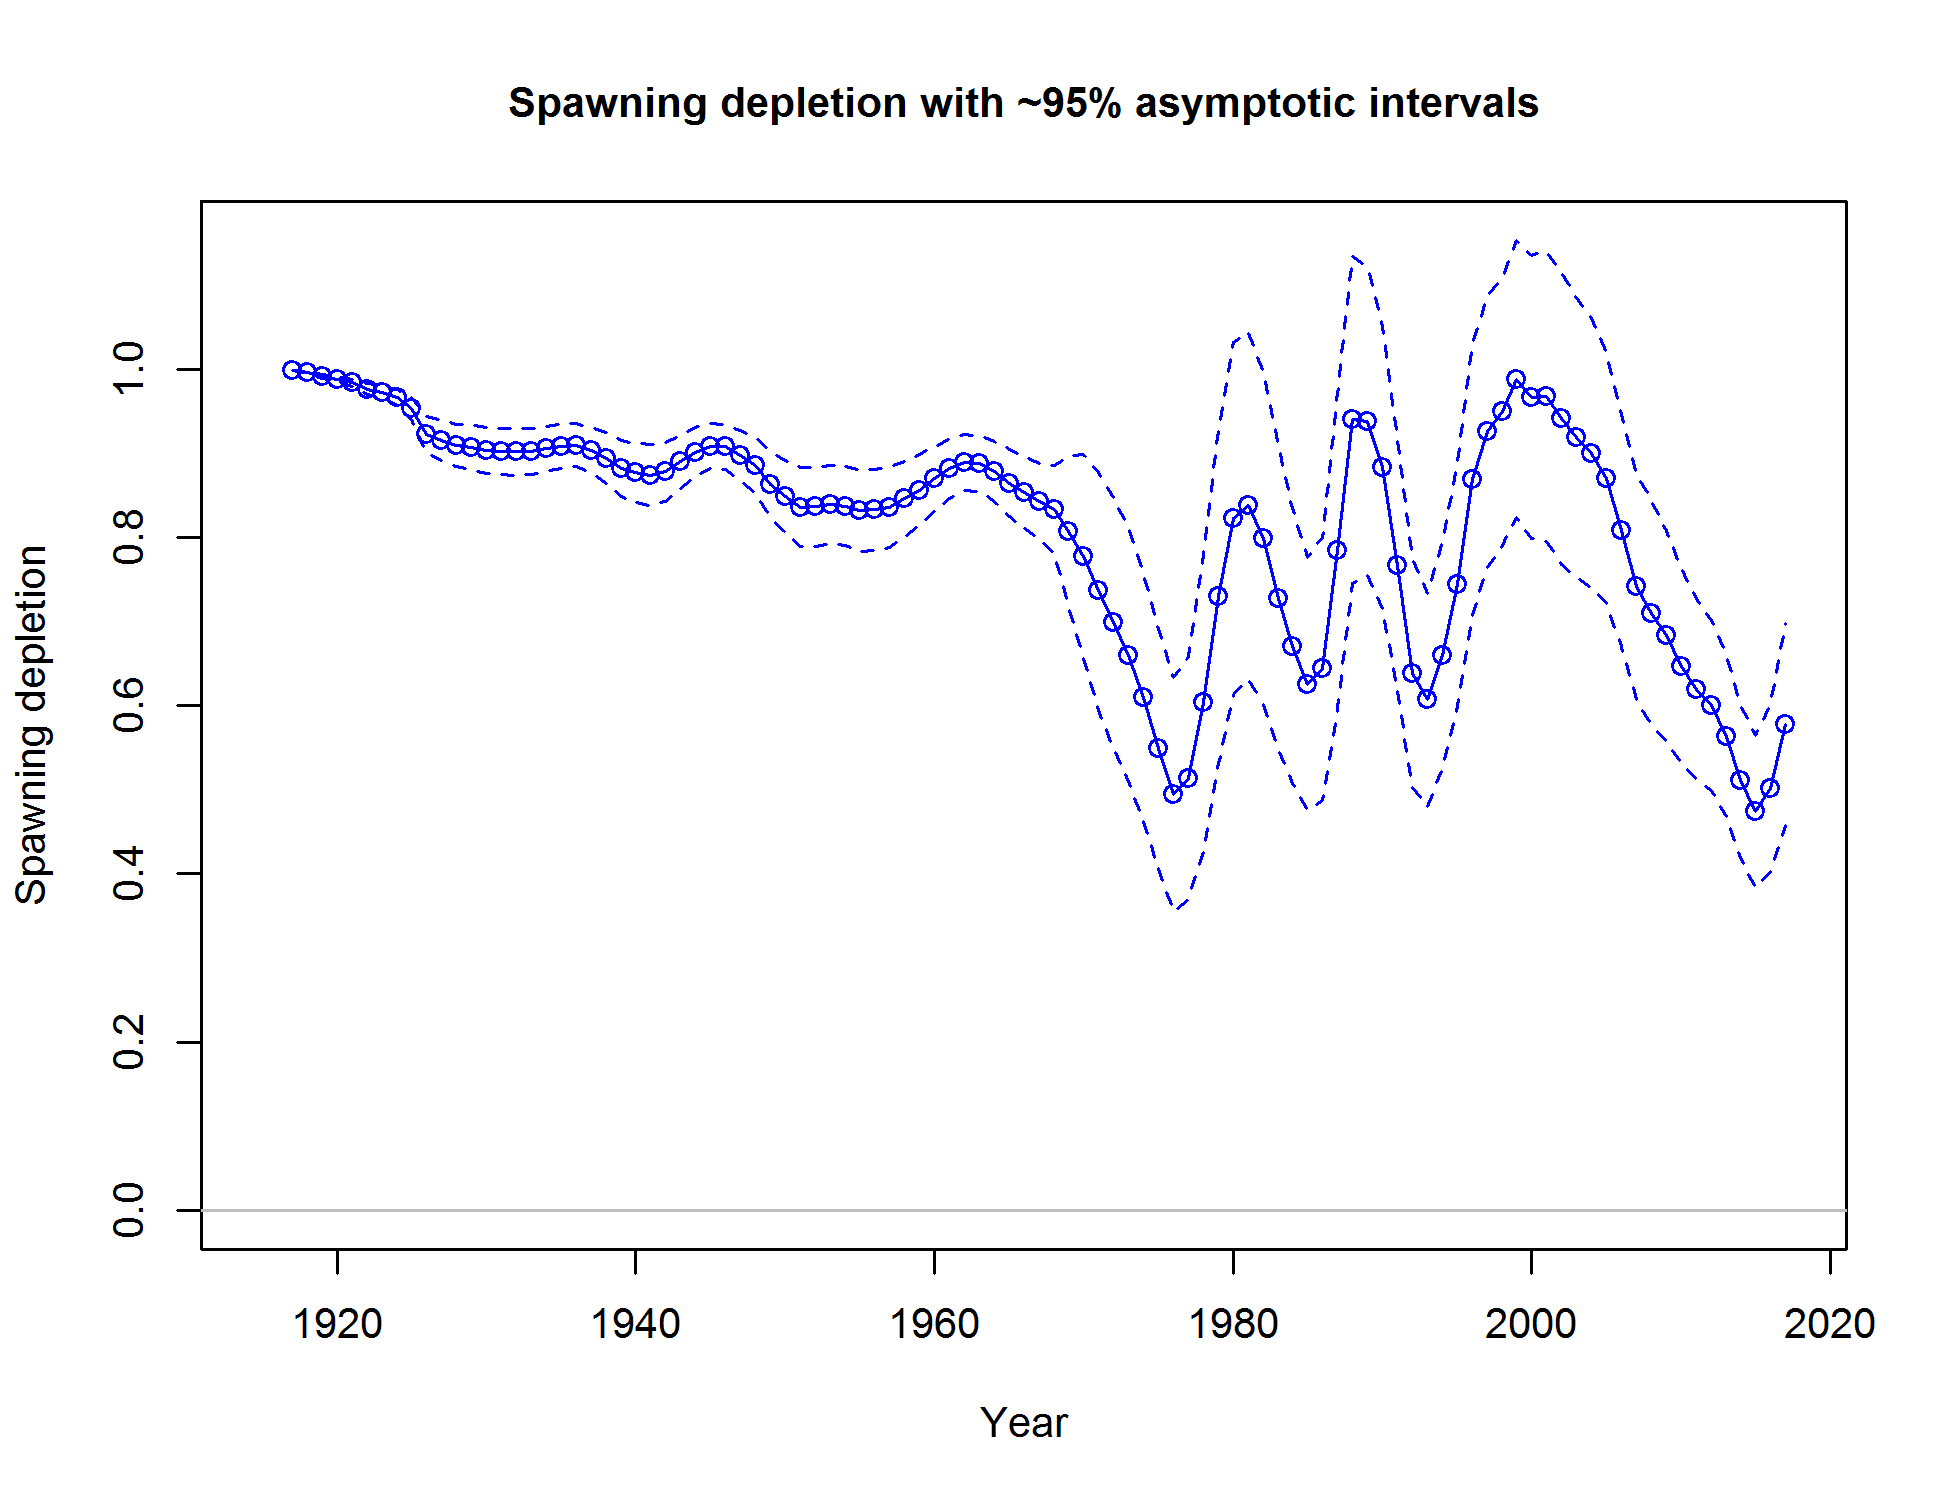 Spawning depletion with ~95% asymptotic intervals
Spawning depletion
1.0
0.8
0.6
0.4
0.2
0.0
1920 1940 1960 1980 2000 2020
Year